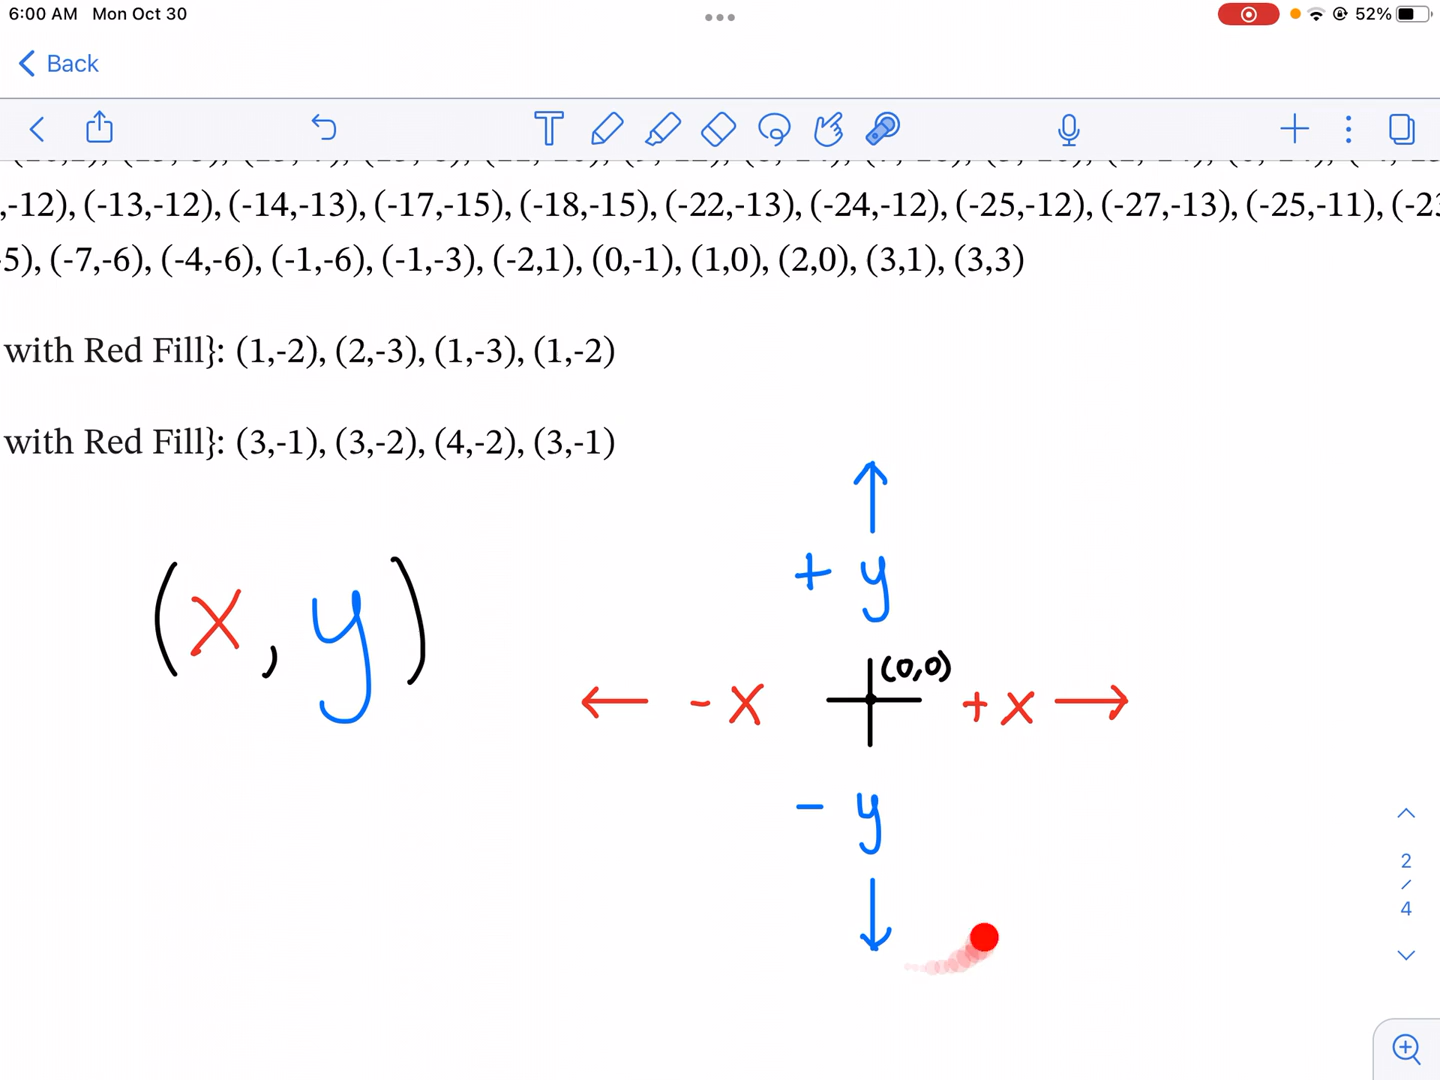 6:00 AM Mon Oct 30
52%
Back
,-12), (-13,-12), (-14,-13), (-17,-15), (-18,-15), (-22,-13), (-24,-12), (-25,-12), (-27,-13), (-25,-11), (-23
-5), (-7,-6), (-4,-6), (-1,-6), (-1,-3), (-2,1), (0,-1), (1,0), (2,0), (3,1), (3,3)
with Red Fill}: (1,-2), (2,-3), (1,-3), (1,-2)
with Red Fill}: (3,-1), (3,-2), (4,-2), (3,-1)
(x, y)
+ y
(0,0)
- x
+ x
- y
2
/
4